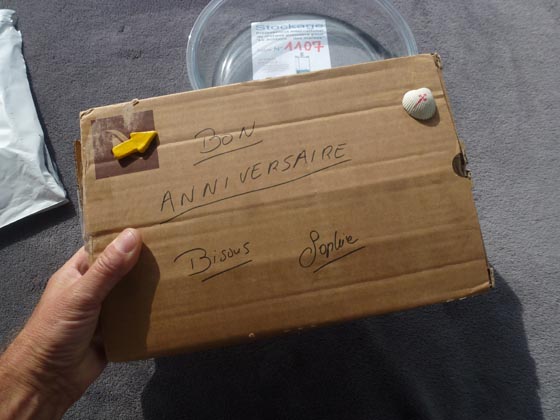 Stockage
1107
BON
ANNIVERSAIRE
Bisous Sophie